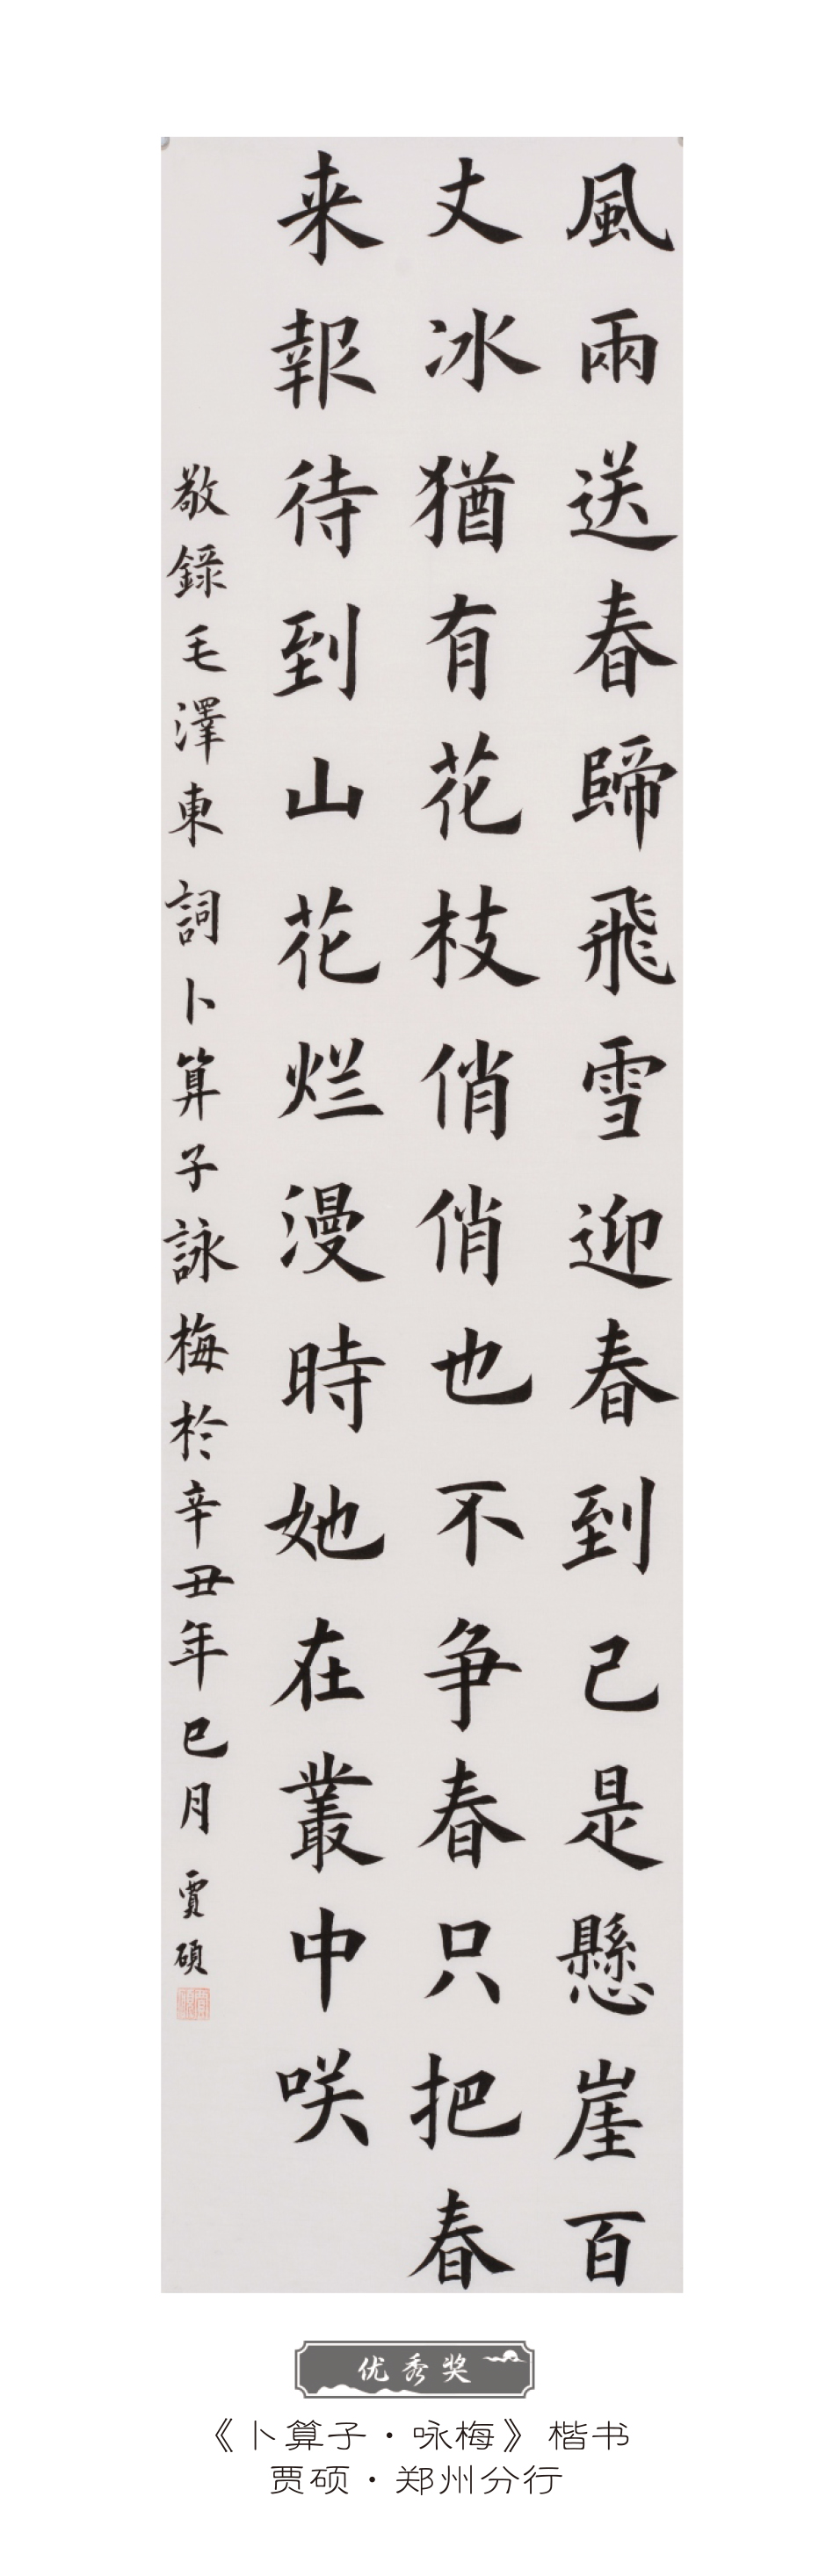 風兩送春歸飛雪迎春到已是懸崖百
丈冰猶有花枝俏俏也不争春只把春
来報待到山花烂漫時她在叢中咲
敬錄毛澤東詞卜算子詠梅於辛丑年巳月賈碩
賈碩
优秀奖
《卜算子·咏梅》楷书
贾硕·郑州分行